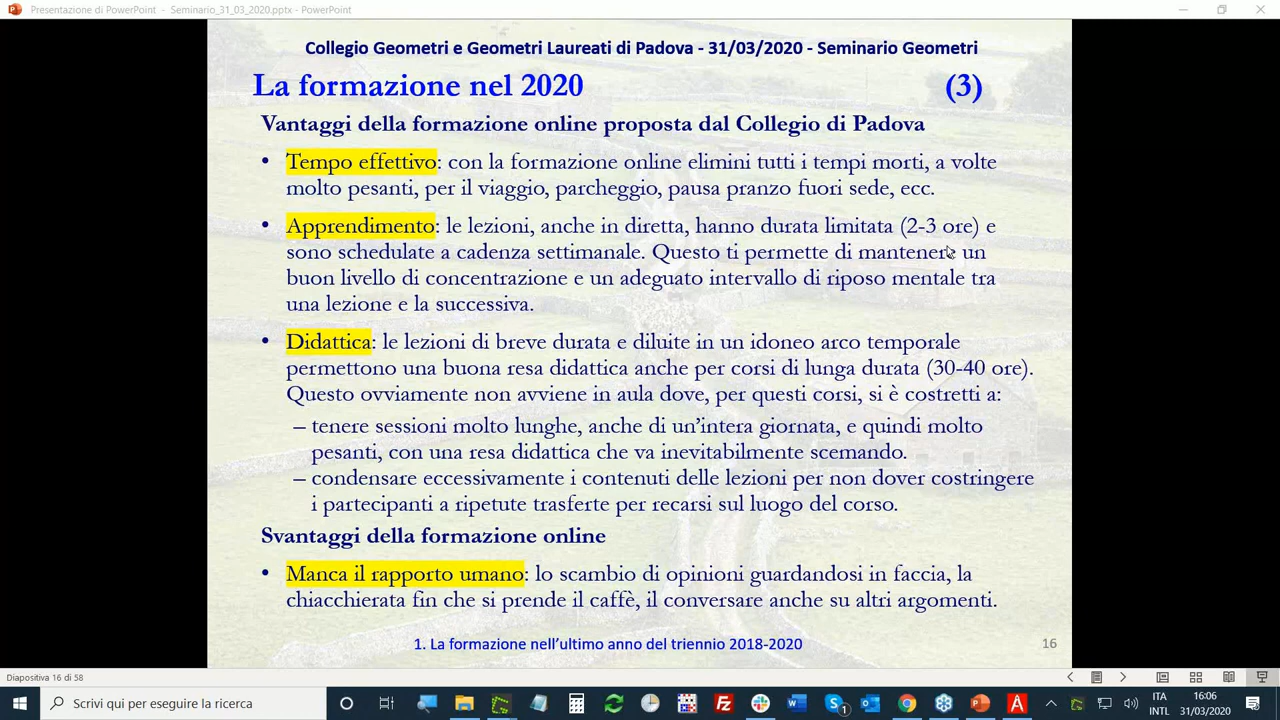 Presentazione di PowerPoint - Seminario_31_03_2020.pptx - PowerPoint
Collegio Geometri e Geometri Laureati di Padova - 31/03/2020 - Seminario Geometri
La formazione nel 2020 (3)
Vantaggi della formazione online proposta dal Collegio di Padova
• Tempo effettivo: con la formazione online elimini tutti i tempi morti, a volte
molto pesanti, per il viaggio, parcheggio, pausa pranzo fuori sede, ecc.
• Apprendimento: le lezioni, anche in diretta, hanno durata limitata (2-3 ore) e
sono schedulate a cadenza settimanale. Questo ti permette di mantenere un
buon livello di concentrazione e un adeguato intervallo di riposo mentale tra
una lezione e la successiva.
• Didattica: le lezioni di breve durata e diluite in un idoneo arco temporale
permettono una buona resa didattica anche per corsi di lunga durata (30-40 ore).
Questo ovviamente non avviene in aula dove, per questi corsi, si è costretti a:
– tenere sessioni molto lunghe, anche di un'intera giornata, e quindi molto
pesanti, con una resa didattica che va inevitabilmente scemando.
– condensare eccessivamente i contenuti delle lezioni per non dover costringere
i partecipanti a ripetute trasferte per recarsi sul luogo del corso.
Svantaggi della formazione online
• Manca il rapporto umano: lo scambio di opinioni guardandosi in faccia, la
chiacchierata fin che si prende il caffè, il conversare anche su altri argomenti.
1. La formazione nell'ultimo anno del triennio 2018-2020 16
Diapositiva 16 di 58
Scrivi qui per eseguire la ricerca
ITA 16:06
INTL 31/03/2020